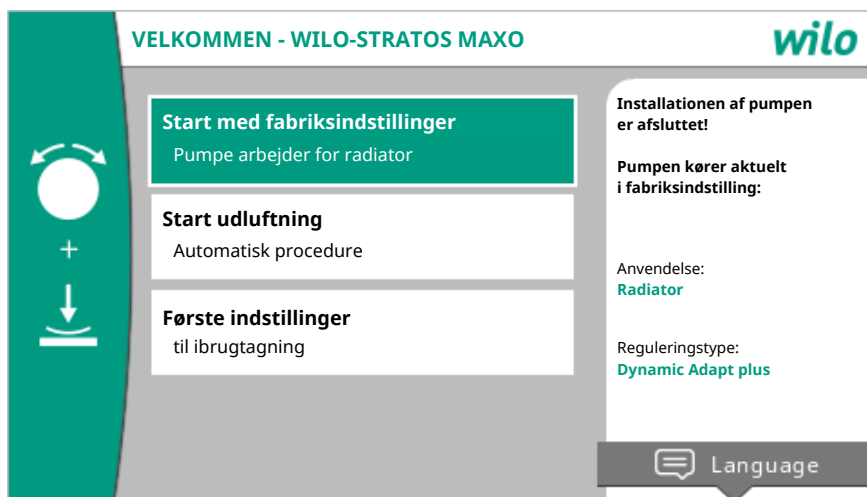 VELKOMMEN - WILO-STRATOS MAXO
wilo
Start med fabriksindstillinger
Pumpe arbejder for radiator
Start udluftning
Automatisk procedure
Første indstillinger
til ibrugtagning
+
Installationen af pumpen
er afsluttet!
Pumpen kører aktuelt
i fabriksindstilling:
Anvendelse:
Radiator
Reguleringstype:
Dynamic Adapt plus
Language